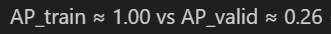 AP_train ≈ 1.00 vs AP_valid ≈ 0.26